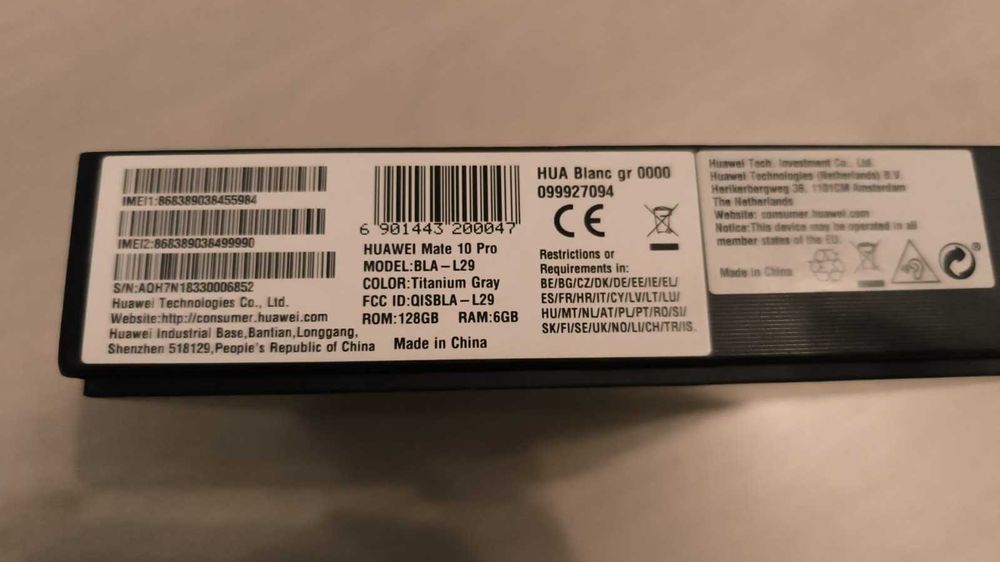 IMEI1:868389038455984
IMEI2:868389038499990
S/N:AQH7N18330006852
Huawei Technologies Co., Ltd.
Website:http://consumer.huawei.com
Huawei Industrial Base,Bantian,Longgang,
Shenzhen 518129,People's Republic of China
6 901443 200047
HUAWEI Mate 10 Pro
MODEL:BLA-L29
COLOR:Titanium Gray
FCC ID:QISBLA-L29
ROM:128GB RAM:6GB
Made in China
HUA Blanc gr 0000
099927094
CE
Restrictions or
Requirements in:
BE/BG/CZ/DK/DE/EE/IE/EL/
ES/FR/HR/IT/CY/LV/LT/LU/
HU/MT/NL/AT/PL/PT/RO/SI/
SK/FI/SE/UK/NO/LI/CH/TR/IS.
Huawei Tech. Investment Co., Ltd.
Huawei Technologies (Netherlands) B.V.
Herikerbergweg 36, 1101CM Amsterdam
The Netherlands
Website: consumer.huawei.com
Notice:This device may be operated in all
member states of the EU.
Made in China